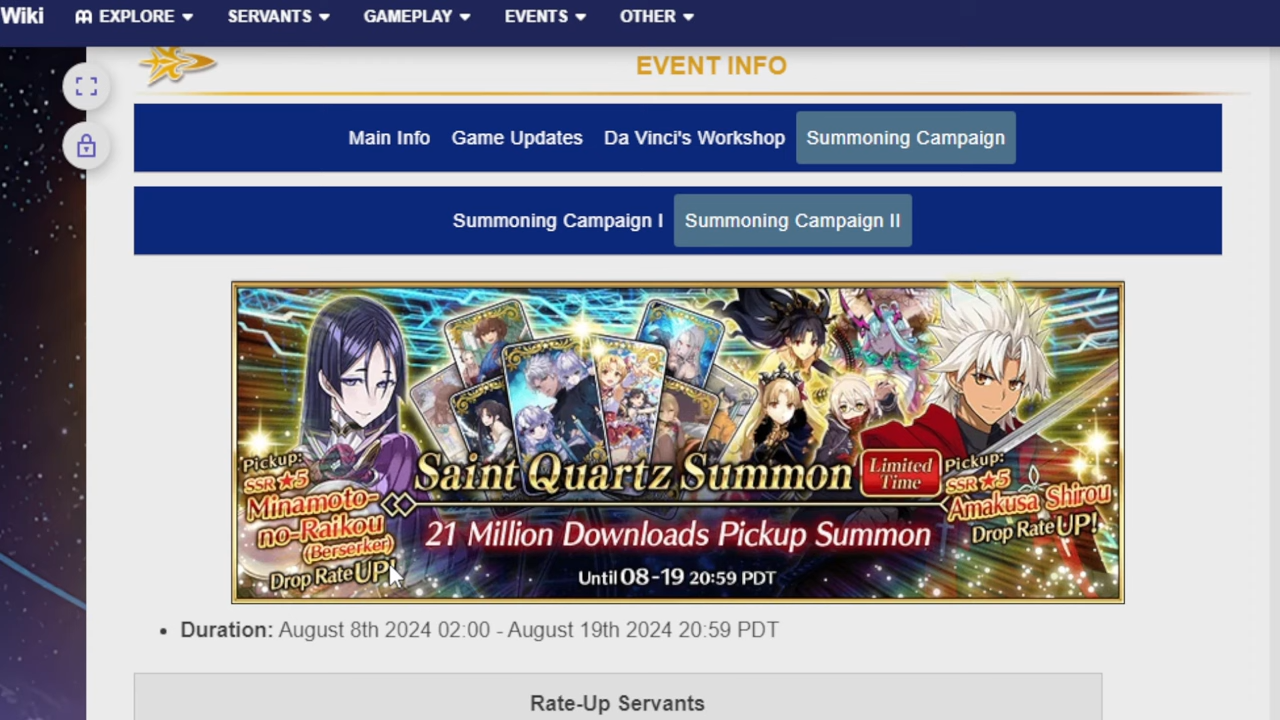 Wiki EXPLORE SERVANTS GAMEPLAY EVENTS OTHER
EVENT INFO
Main Info Game Updates Da Vinci's Workshop Summoning Campaign
Summoning Campaign I Summoning Campaign II
Pickup:
SSR ★5
Minamoto-
no-Raikou
(Berserker)
Drop Rate UP!
Saint Quartz Summon
Limited
Time
21 Million Downloads Pickup Summon
Until 08-19 20:59 PDT
Pickup:
SSR ★5
Amakusa Shirou
Drop Rate UP!
• Duration: August 8th 2024 02:00 - August 19th 2024 20:59 PDT
Rate-Up Servants